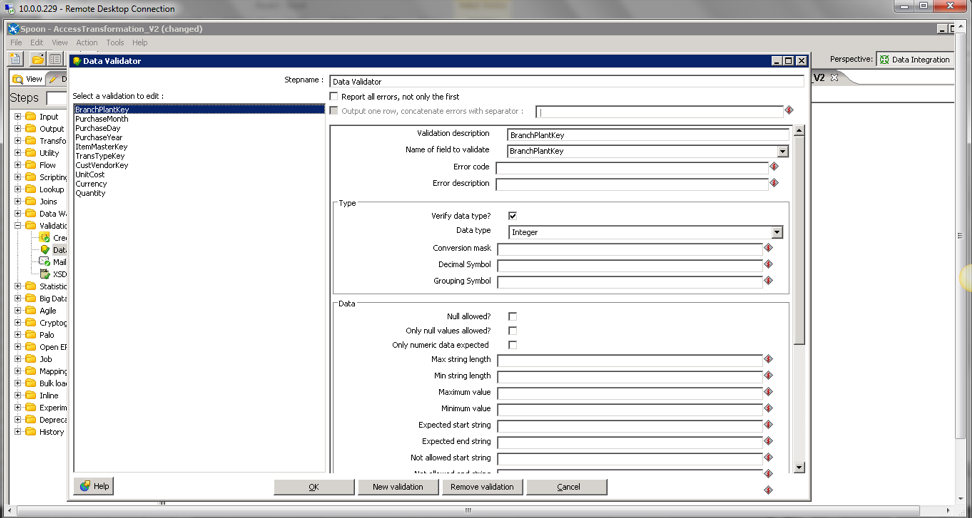 10.0.0.229 - Remote Desktop Connection
Spoon - AccessTransformation_V2 (changed)
File Edit View Action Tools Help
Perspective: Data Integration
View
V2
Steps
Input
Output
Transfo
Utility
Flow
Scripting
Lookup
Joins
Data Wa
Validatio
Cre
Dat
Mail
XSD
Statistic
Big Data
Agile
Cryptog
Palo
Open ER
Job
Mapping
Bulk loa
Inline
Experim
Depreca
History
Data Validator
Stepname : Data Validator
Select a validation to edit :
BranchPlantKey
PurchaseMonth
PurchaseDay
PurchaseYear
ItemMasterKey
TransTypeKey
CustVendorKey
UnitCost
Currency
Quantity
Report all errors, not only the first
Output one row, concatenate errors with separator : |
Validation description BranchPlantKey
Name of field to validate BranchPlantKey
Error code
Error description
Type
Verify data type?
Data type Integer
Conversion mask
Decimal Symbol
Grouping Symbol
Data
Null allowed?
Only null values allowed?
Only numeric data expected
Max string length
Min string length
Maximum value
Minimum value
Expected start string
Expected end string
Not allowed start string
Not allowed end string
Help OK New validation Remove validation Cancel